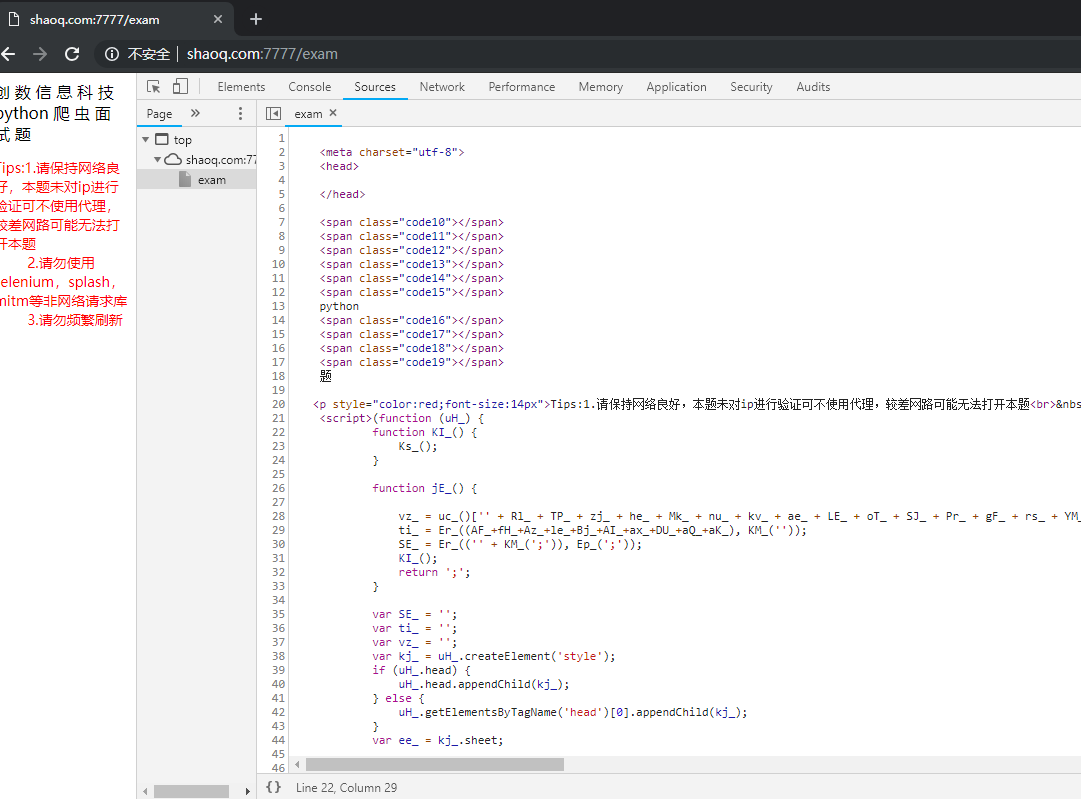 shaoq.com:7777/exam
不安全 | shaoq.com:7777/exam
创 数 信 息 科 技
python 爬 虫 面
试 题
Tips:1.请保持网络良
好，本题未对ip进行
验证可不使用代理，
较差网路可能无法打
开本题
2.请勿使用
selenium，splash，
mitm等非网络请求库
3.请勿频繁刷新
Elements Console Sources Network Performance Memory Application Security Audits
Page »
top
shaoq.com:77
exam
exam ×
1
2 <meta charset="utf-8">
3 <head>
4
5 </head>
6
7 <span class="code10"></span>
8 <span class="code11"></span>
9 <span class="code12"></span>
10 <span class="code13"></span>
11 <span class="code14"></span>
12 <span class="code15"></span>
13 python
14 <span class="code16"></span>
15 <span class="code17"></span>
16 <span class="code18"></span>
17 <span class="code19"></span>
18 题
19
20 <p style="color:red;font-size:14px">Tips:1.请保持网络良好，本题未对ip进行验证可不使用代理，较差网路可能无法打开本题<br>&nbs
21 <script>(function (uH_) {
22 function KI_() {
23 Ks_();
24 }
25
26 function jE_() {
27
28 vz_ = uc_()['' + Rl_ + TP_ + zj_ + he_ + Mk_ + nu_ + kv_ + ae_ + LE_ + oT_ + SJ_ + Pr_ + gF_ + rs_ + YM_
29 ti_ = Er_((AF_+fH_+Az_+le_+Bj_+AI_+ax_+DU_+aQ_+aK_), KM_(''));
30 SE_ = Er_(('' + KM_(';')), Ep_(';'));
31 KI_();
32 return ';';
33 }
34
35 var SE_ = '';
36 var ti_ = '';
37 var vz_ = '';
38 var kj_ = uH_.createElement('style');
39 if (uH_.head) {
40 uH_.head.appendChild(kj_);
41 } else {
42 uH_.getElementsByTagName('head')[0].appendChild(kj_);
43 }
44 var ee_ = kj_.sheet;
45
46
{} Line 22, Column 29